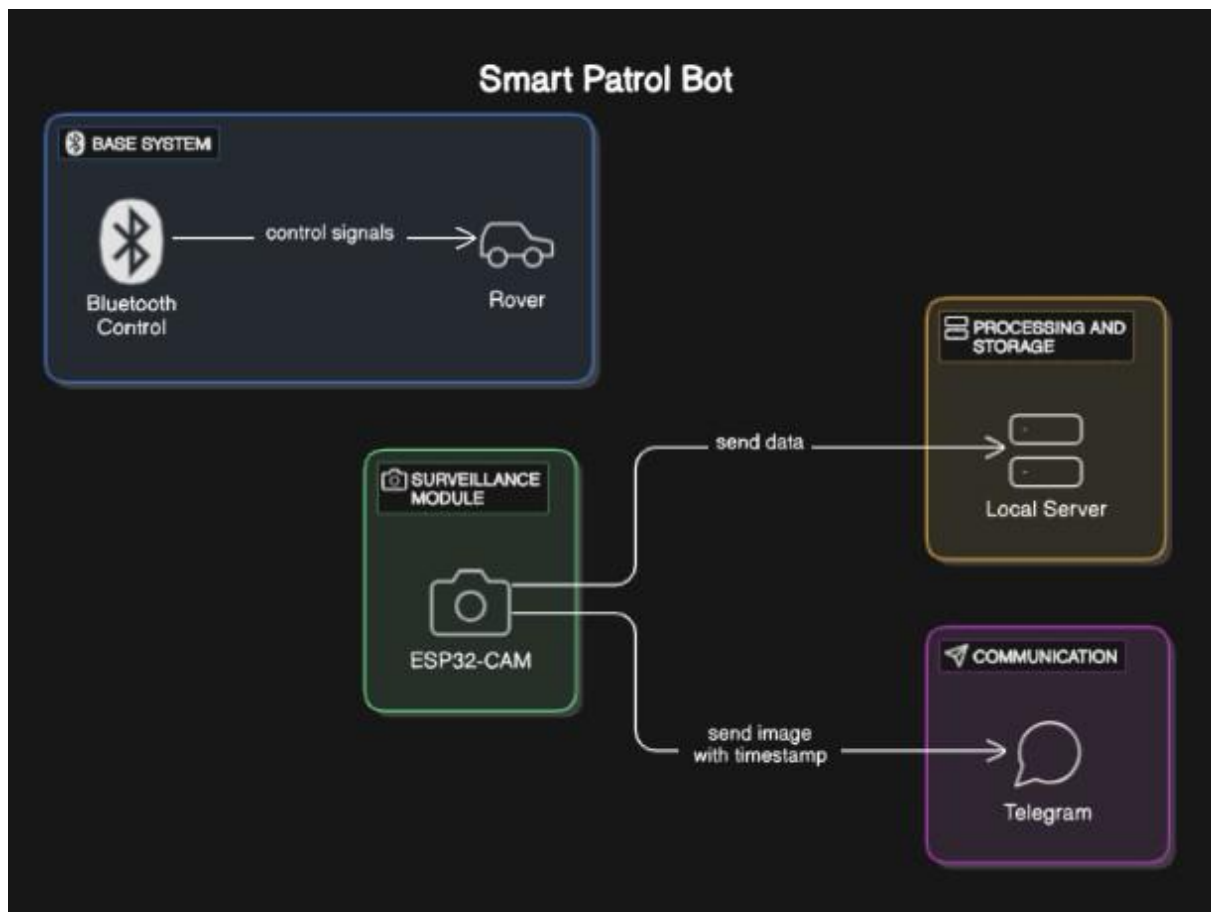 Smart Patrol Bot
BASE SYSTEM
control signals
Bluetooth
Control
Rover
PROCESSING AND
STORAGE
send data
Local Server
SURVEILLANCE
MODULE
ESP32-CAM
COMMUNICATION
send image
with timestamp
Telegram